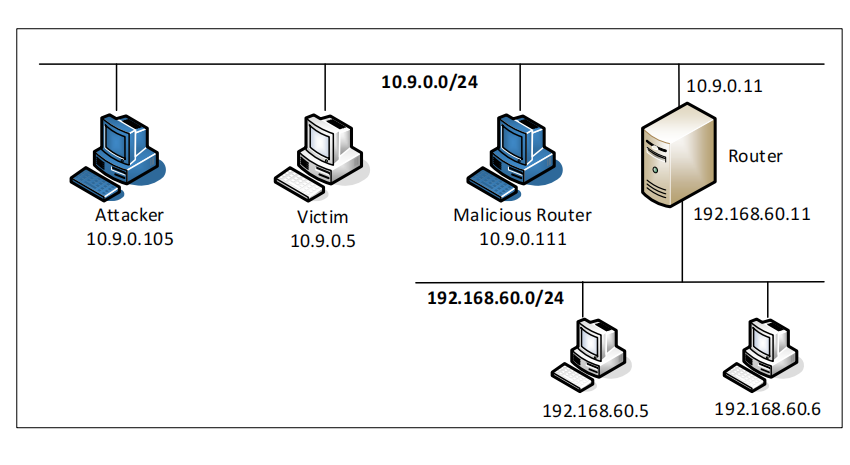 10.9.0.0/24
10.9.0.11
Router
Attacker
10.9.0.105
Victim
10.9.0.5
Malicious Router
10.9.0.111
192.168.60.11
192.168.60.0/24
192.168.60.5
192.168.60.6